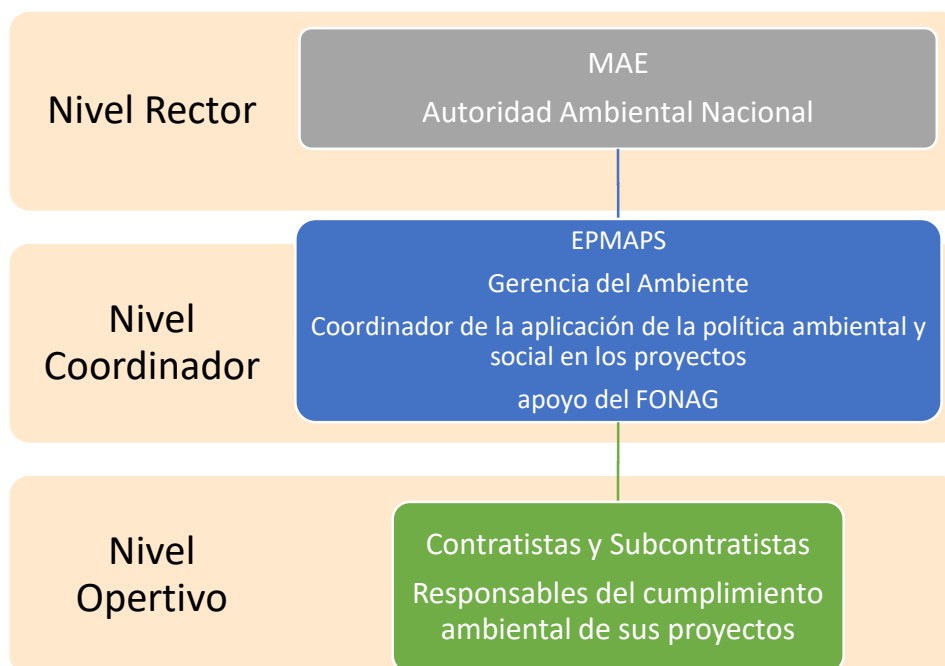 Nivel Rector
MAE
Autoridad Ambiental Nacional
Nivel
Coordinador
EPMAPS
Gerencia del Ambiente
Coordinador de la aplicación de la política ambiental y
social en los proyectos
apoyo del FONAG
Nivel
Opertivo
Contratistas y Subcontratistas
Responsables del cumplimiento
ambiental de sus proyectos